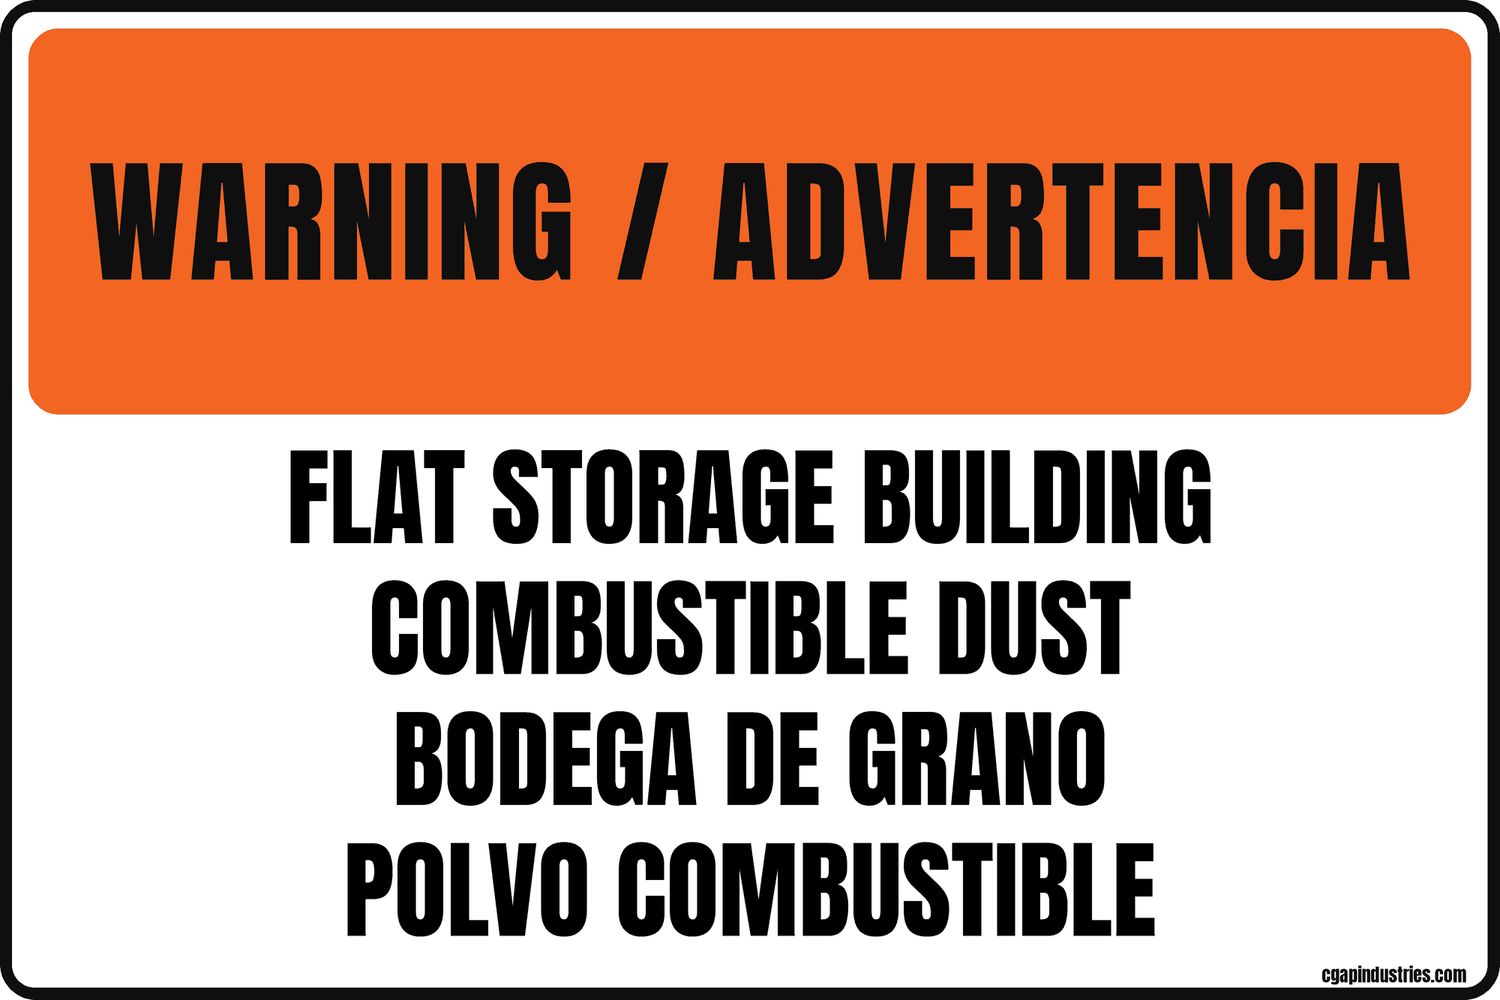 WARNING / ADVERTENCIA
FLAT STORAGE BUILDING
COMBUSTIBLE DUST
BODEGA DE GRANO
POLVO COMBUSTIBLE
cgapindustries.com